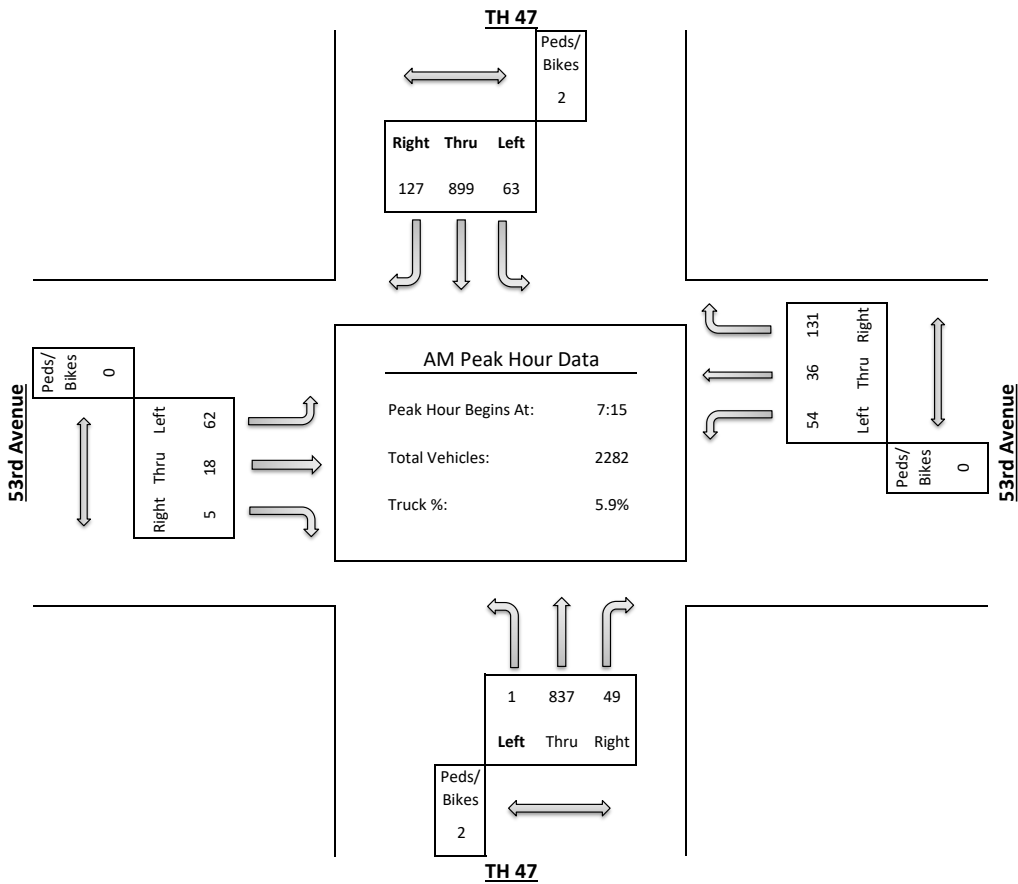 TH 47
Peds/
Bikes
2
Right Thru Left
127 899 63
53rd Avenue
Peds/
Bikes
0
Left 62
Thru 18
Right 5
AM Peak Hour Data
Peak Hour Begins At: 7:15
Total Vehicles: 2282
Truck %: 5.9%
131 Right
36 Thru
54 Left
Peds/
Bikes
0
53rd Avenue
1 837 49
Left Thru Right
Peds/
Bikes
2
TH 47